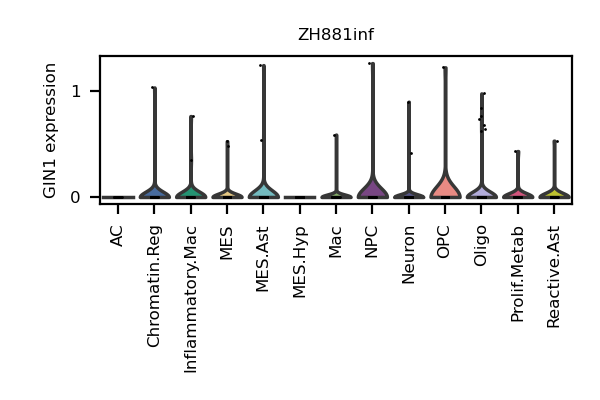 ZH881inf
GIN1 expression
1
0
AC
Chromatin.Reg
Inflammatory.Mac
MES
MES.Ast
MES.Hyp
Mac
NPC
Neuron
OPC
Oligo
Prolif.Metab
Reactive.Ast